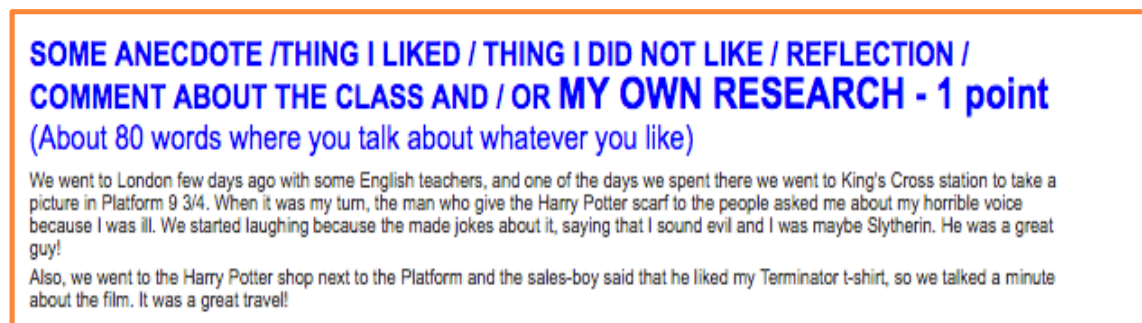 SOME ANECDOTE /THING I LIKED / THING I DID NOT LIKE / REFLECTION /
COMMENT ABOUT THE CLASS AND / OR MY OWN RESEARCH - 1 point
(About 80 words where you talk about whatever you like)
We went to London few days ago with some English teachers, and one of the days we spent there we went to King's Cross station to take a
picture in Platform 9 3/4. When it was my turn, the man who give the Harry Potter scarf to the people asked me about my horrible voice
because I was ill. We started laughing because the made jokes about it, saying that I sound evil and I was maybe Slytherin. He was a great
guy!
Also, we went to the Harry Potter shop next to the Platform and the sales-boy said that he liked my Terminator t-shirt, so we talked a minute
about the film. It was a great travel!